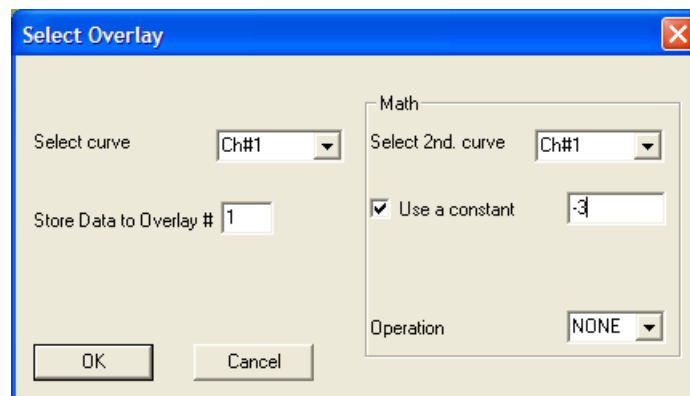 Select Overlay
Select curve
Ch#1
Store Data to Overlay #
1
Math
Select 2nd. curve
Ch#1
Use a constant
-3
Operation
NONE
OK
Cancel